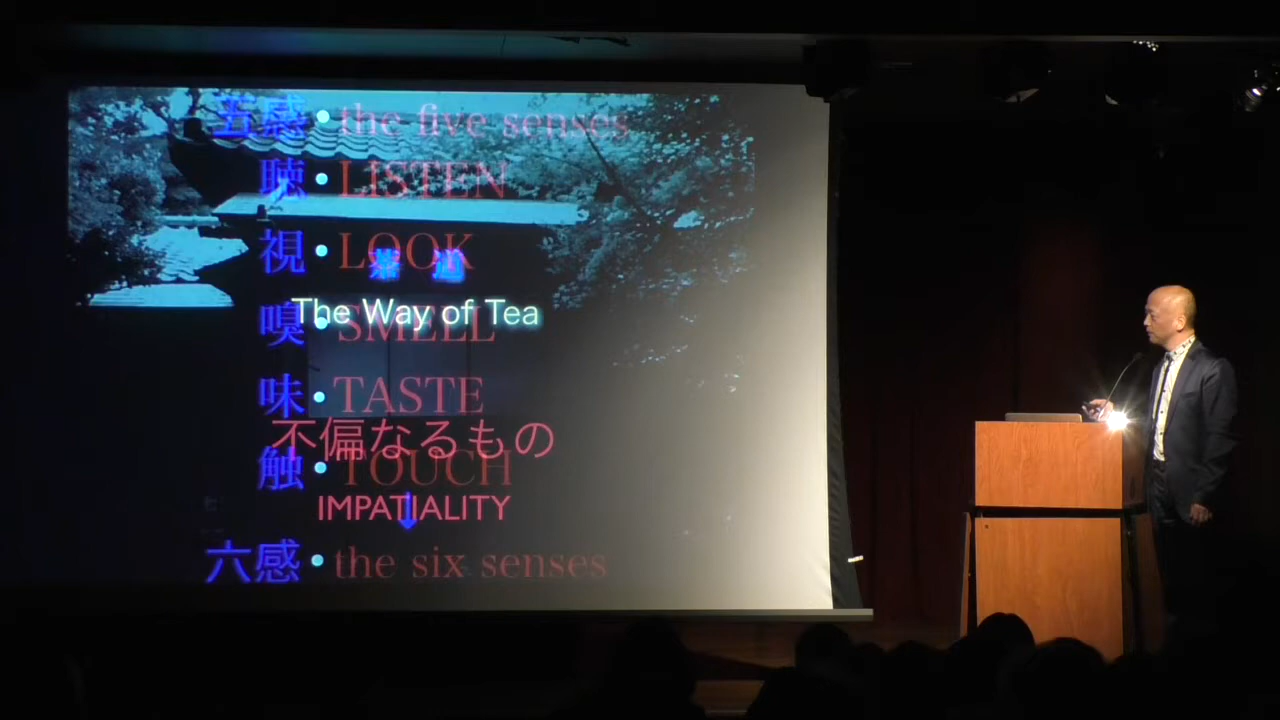 五感・the five senses
聴・LISTEN
視・LOOK
茶 道
The Way of Tea
嗅・SMELL
味・TASTE
不偏なるもの
触・TOUCH
IMPATIALITY
六感・the six senses